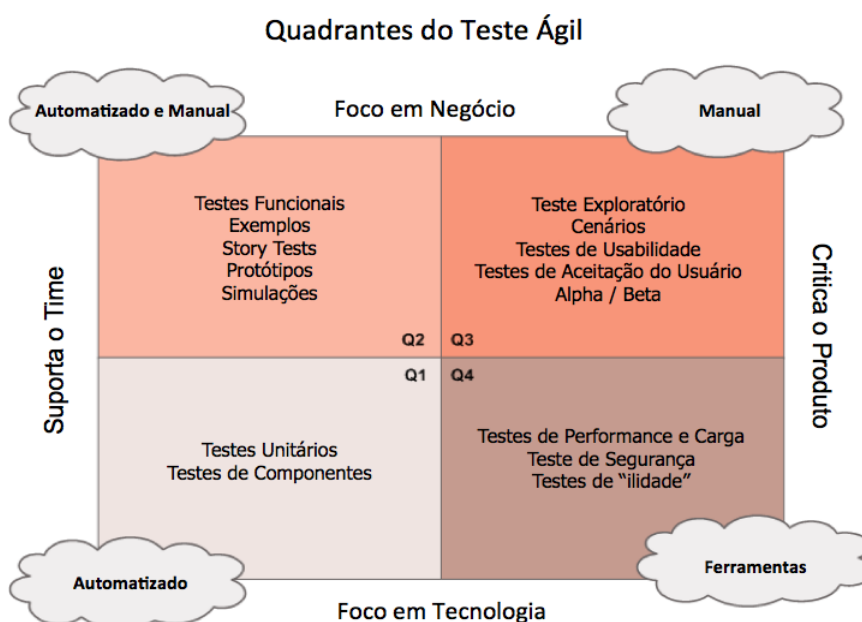 Quadrantes do Teste Ágil
Automatizado e Manual
Foco em Negócio
Manual
Suporta o Time
Testes Funcionais
Exemplos
Story Tests
Protótipos
Simulações
Q2
Teste Exploratório
Cenários
Testes de Usabilidade
Testes de Aceitação do Usuário
Alpha / Beta
Q3
Critica o Produto
Q1
Testes Unitários
Testes de Componentes
Q4
Testes de Performance e Carga
Teste de Segurança
Testes de “ilidade”
Automatizado
Foco em Tecnologia
Ferramentas